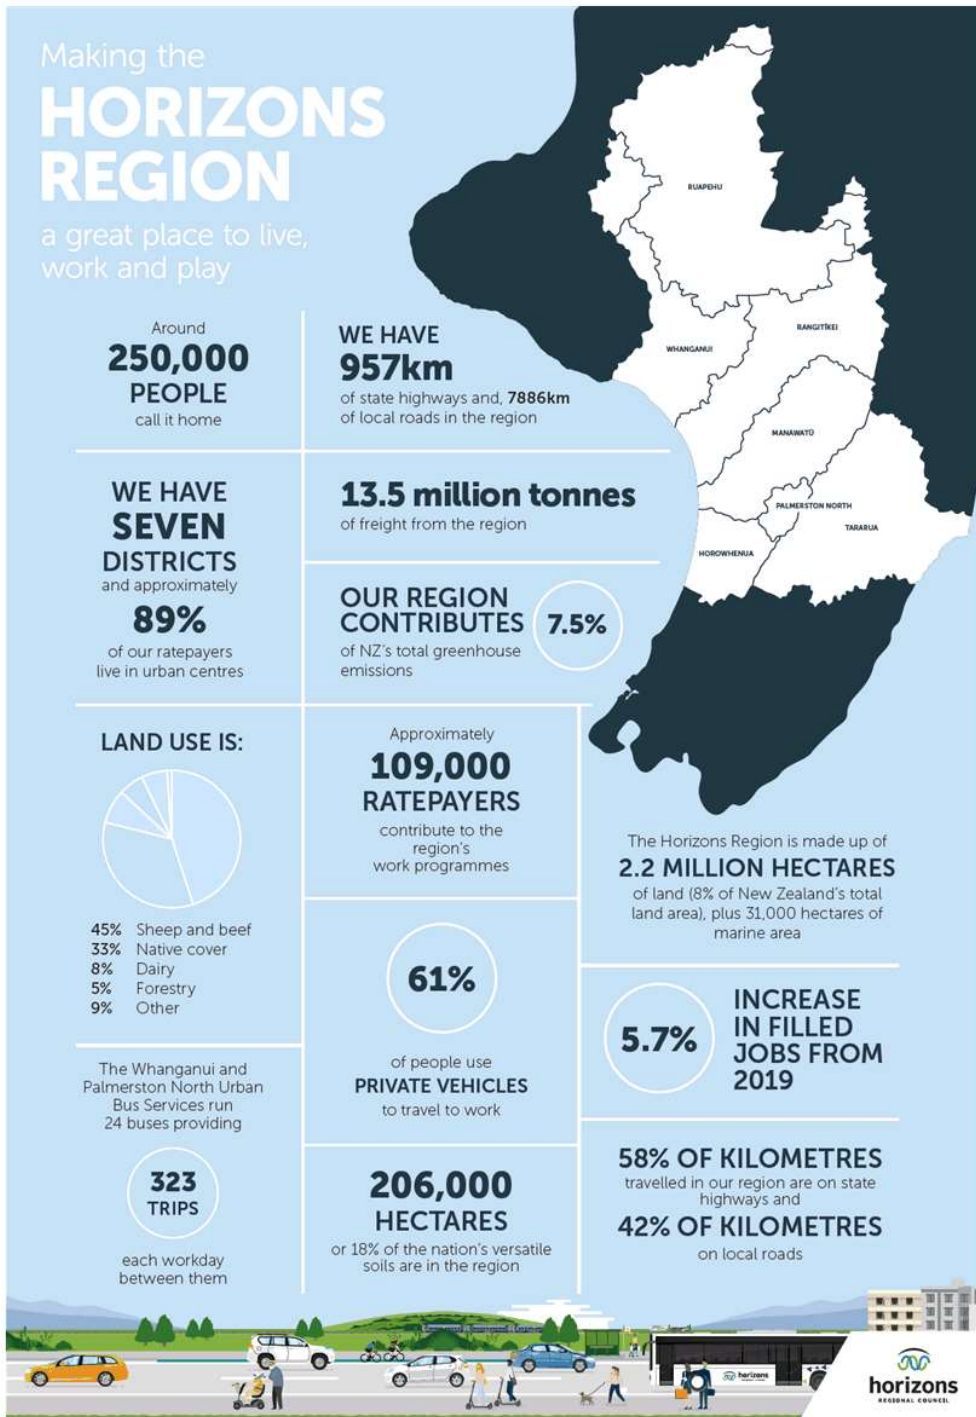 Making the
HORIZONS
REGION
a great place to live,
work and play
Around
250,000
PEOPLE
call it home
WE HAVE
957km
of state highways and, 7886km
of local roads in the region
WE HAVE
SEVEN
DISTRICTS
and approximately
89%
of our ratepayers
live in urban centres
13.5 million tonnes
of freight from the region
OUR REGION
CONTRIBUTES
7.5%
of NZ's total greenhouse
emissions
RUAPEHU
RANGITĪKEI
WHANGANUI
MANAWATŪ
PALMERSTON NORTH
TARARUA
HOROWHENUA
LAND USE IS:
45% Sheep and beef
33% Native cover
8% Dairy
5% Forestry
9% Other
Approximately
109,000
RATEPAYERS
contribute to the
region's
work programmes
The Horizons Region is made up of
2.2 MILLION HECTARES
of land (8% of New Zealand's total
land area), plus 31,000 hectares of
marine area
61%
of people use
PRIVATE VEHICLES
to travel to work
5.7%
INCREASE
IN FILLED
JOBS FROM
2019
The Whanganui and
Palmerston North Urban
Bus Services run
24 buses providing
323
TRIPS
each workday
between them
206,000
HECTARES
or 18% of the nation's versatile
soils are in the region
58% OF KILOMETRES
travelled in our region are on state
highways and
42% OF KILOMETRES
on local roads
horizons
horizons
REGIONAL COUNCIL